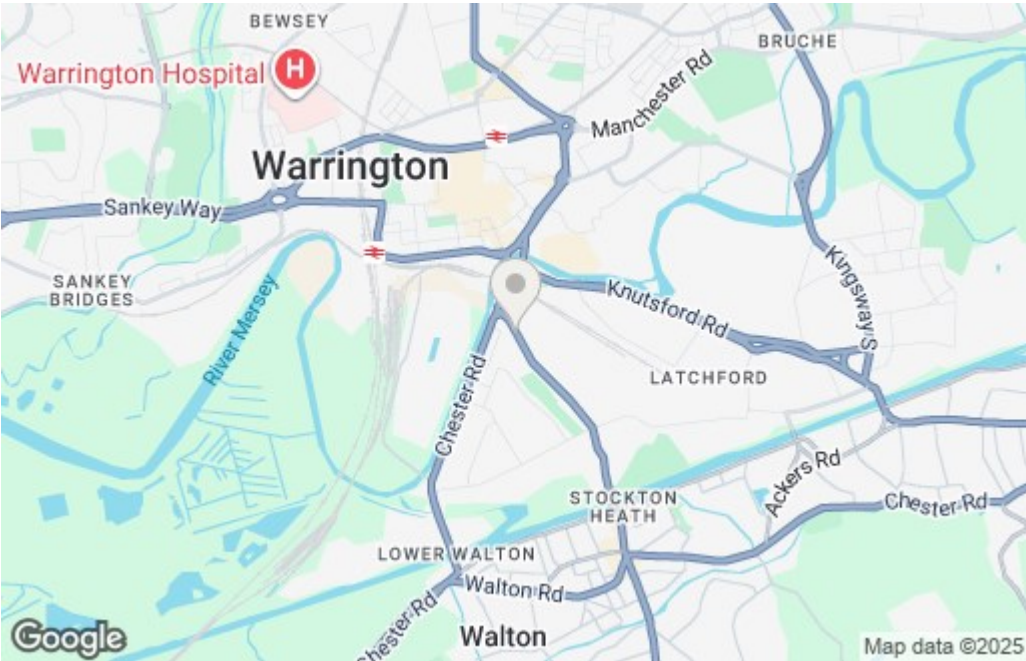 BEWSEY
BRUCHE
Warrington Hospital
H
Manchester Rd
Warrington
Sankey Way
SANKEY
BRIDGES
River Mersey
Kingsway S
Knutsford Rd
LATCHFORD
Chester Rd
Ackers Rd
STOCKTON
HEATH
Chester Rd
LOWER WALTON
Walton Rd
Chester Rd
Walton
Google
Map data ©2025